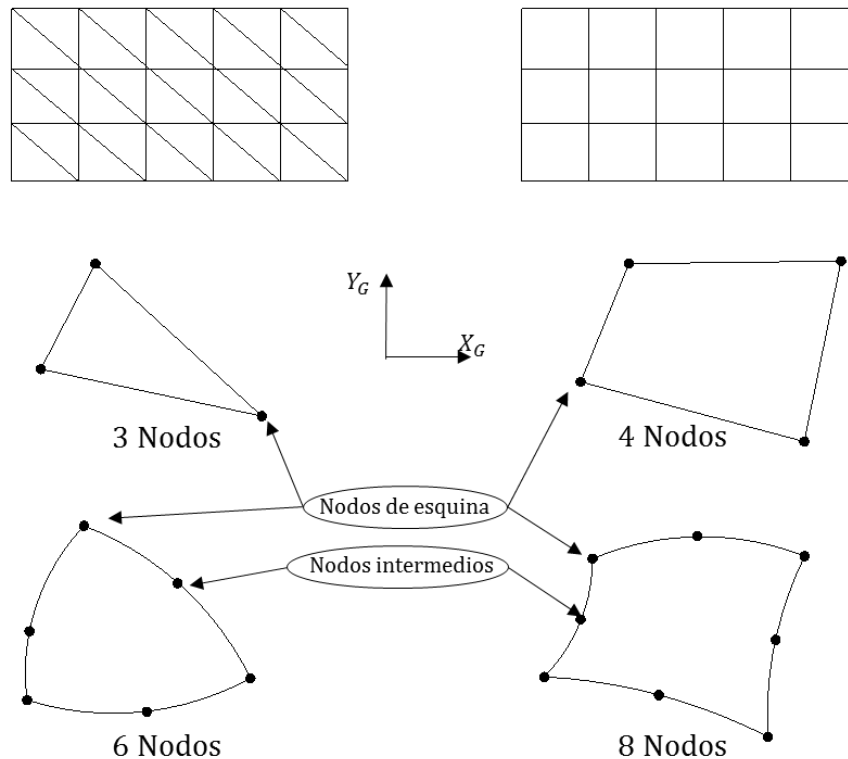 Y_G
X_G
3 Nodos
4 Nodos
Nodos de esquina
Nodos intermedios
6 Nodos
8 Nodos